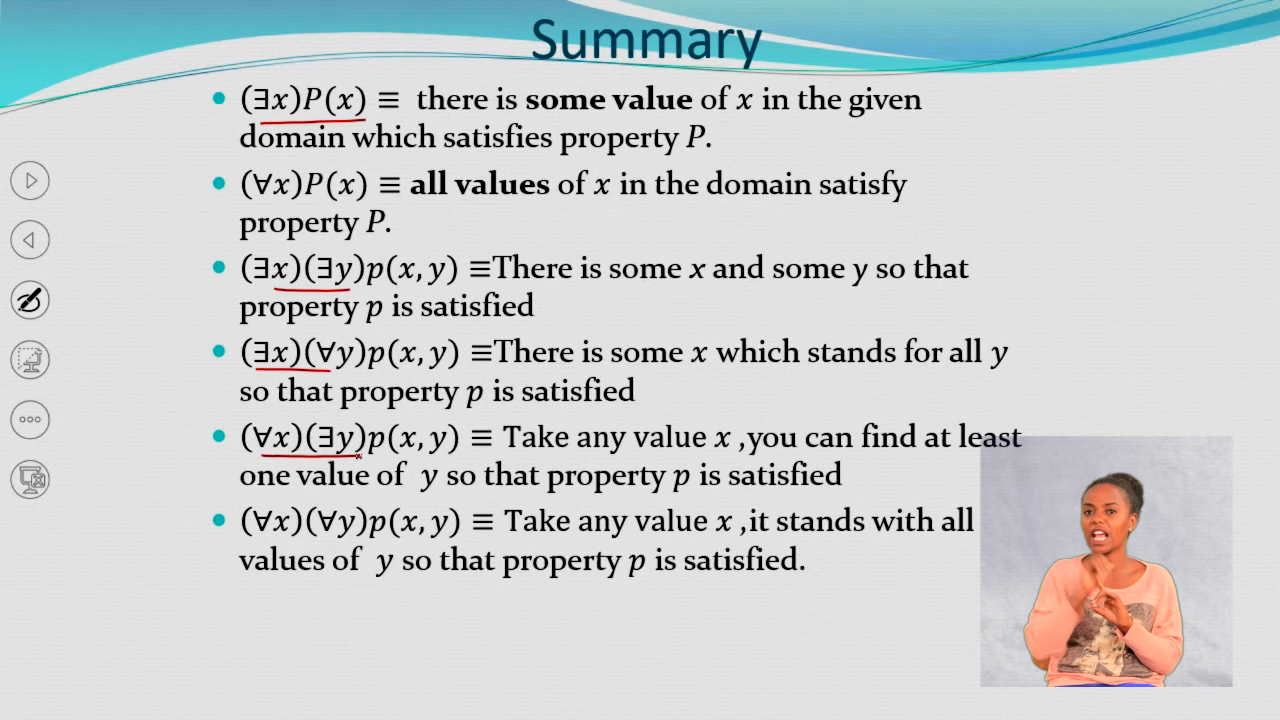 Summary
• (∃x)P(x) ≡ there is some value of x in the given
domain which satisfies property P.
• (∀x)P(x) ≡ all values of x in the domain satisfy
property P.
• (∃x)(∃y)p(x, y) ≡There is some x and some y so that
property p is satisfied
• (∃x)(∀y)p(x, y) ≡There is some x which stands for all y
so that property p is satisfied
• (∀x)(∃y)p(x, y) ≡ Take any value x ,you can find at least
one value of y so that property p is satisfied
• (∀x)(∀y)p(x, y) ≡ Take any value x ,it stands with all
values of y so that property p is satisfied.